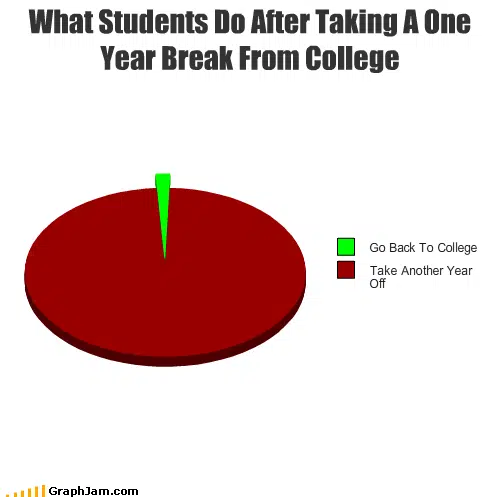 What Students Do After Taking A One
Year Break From College
Go Back To College
Take Another Year
Off
GraphJam.com